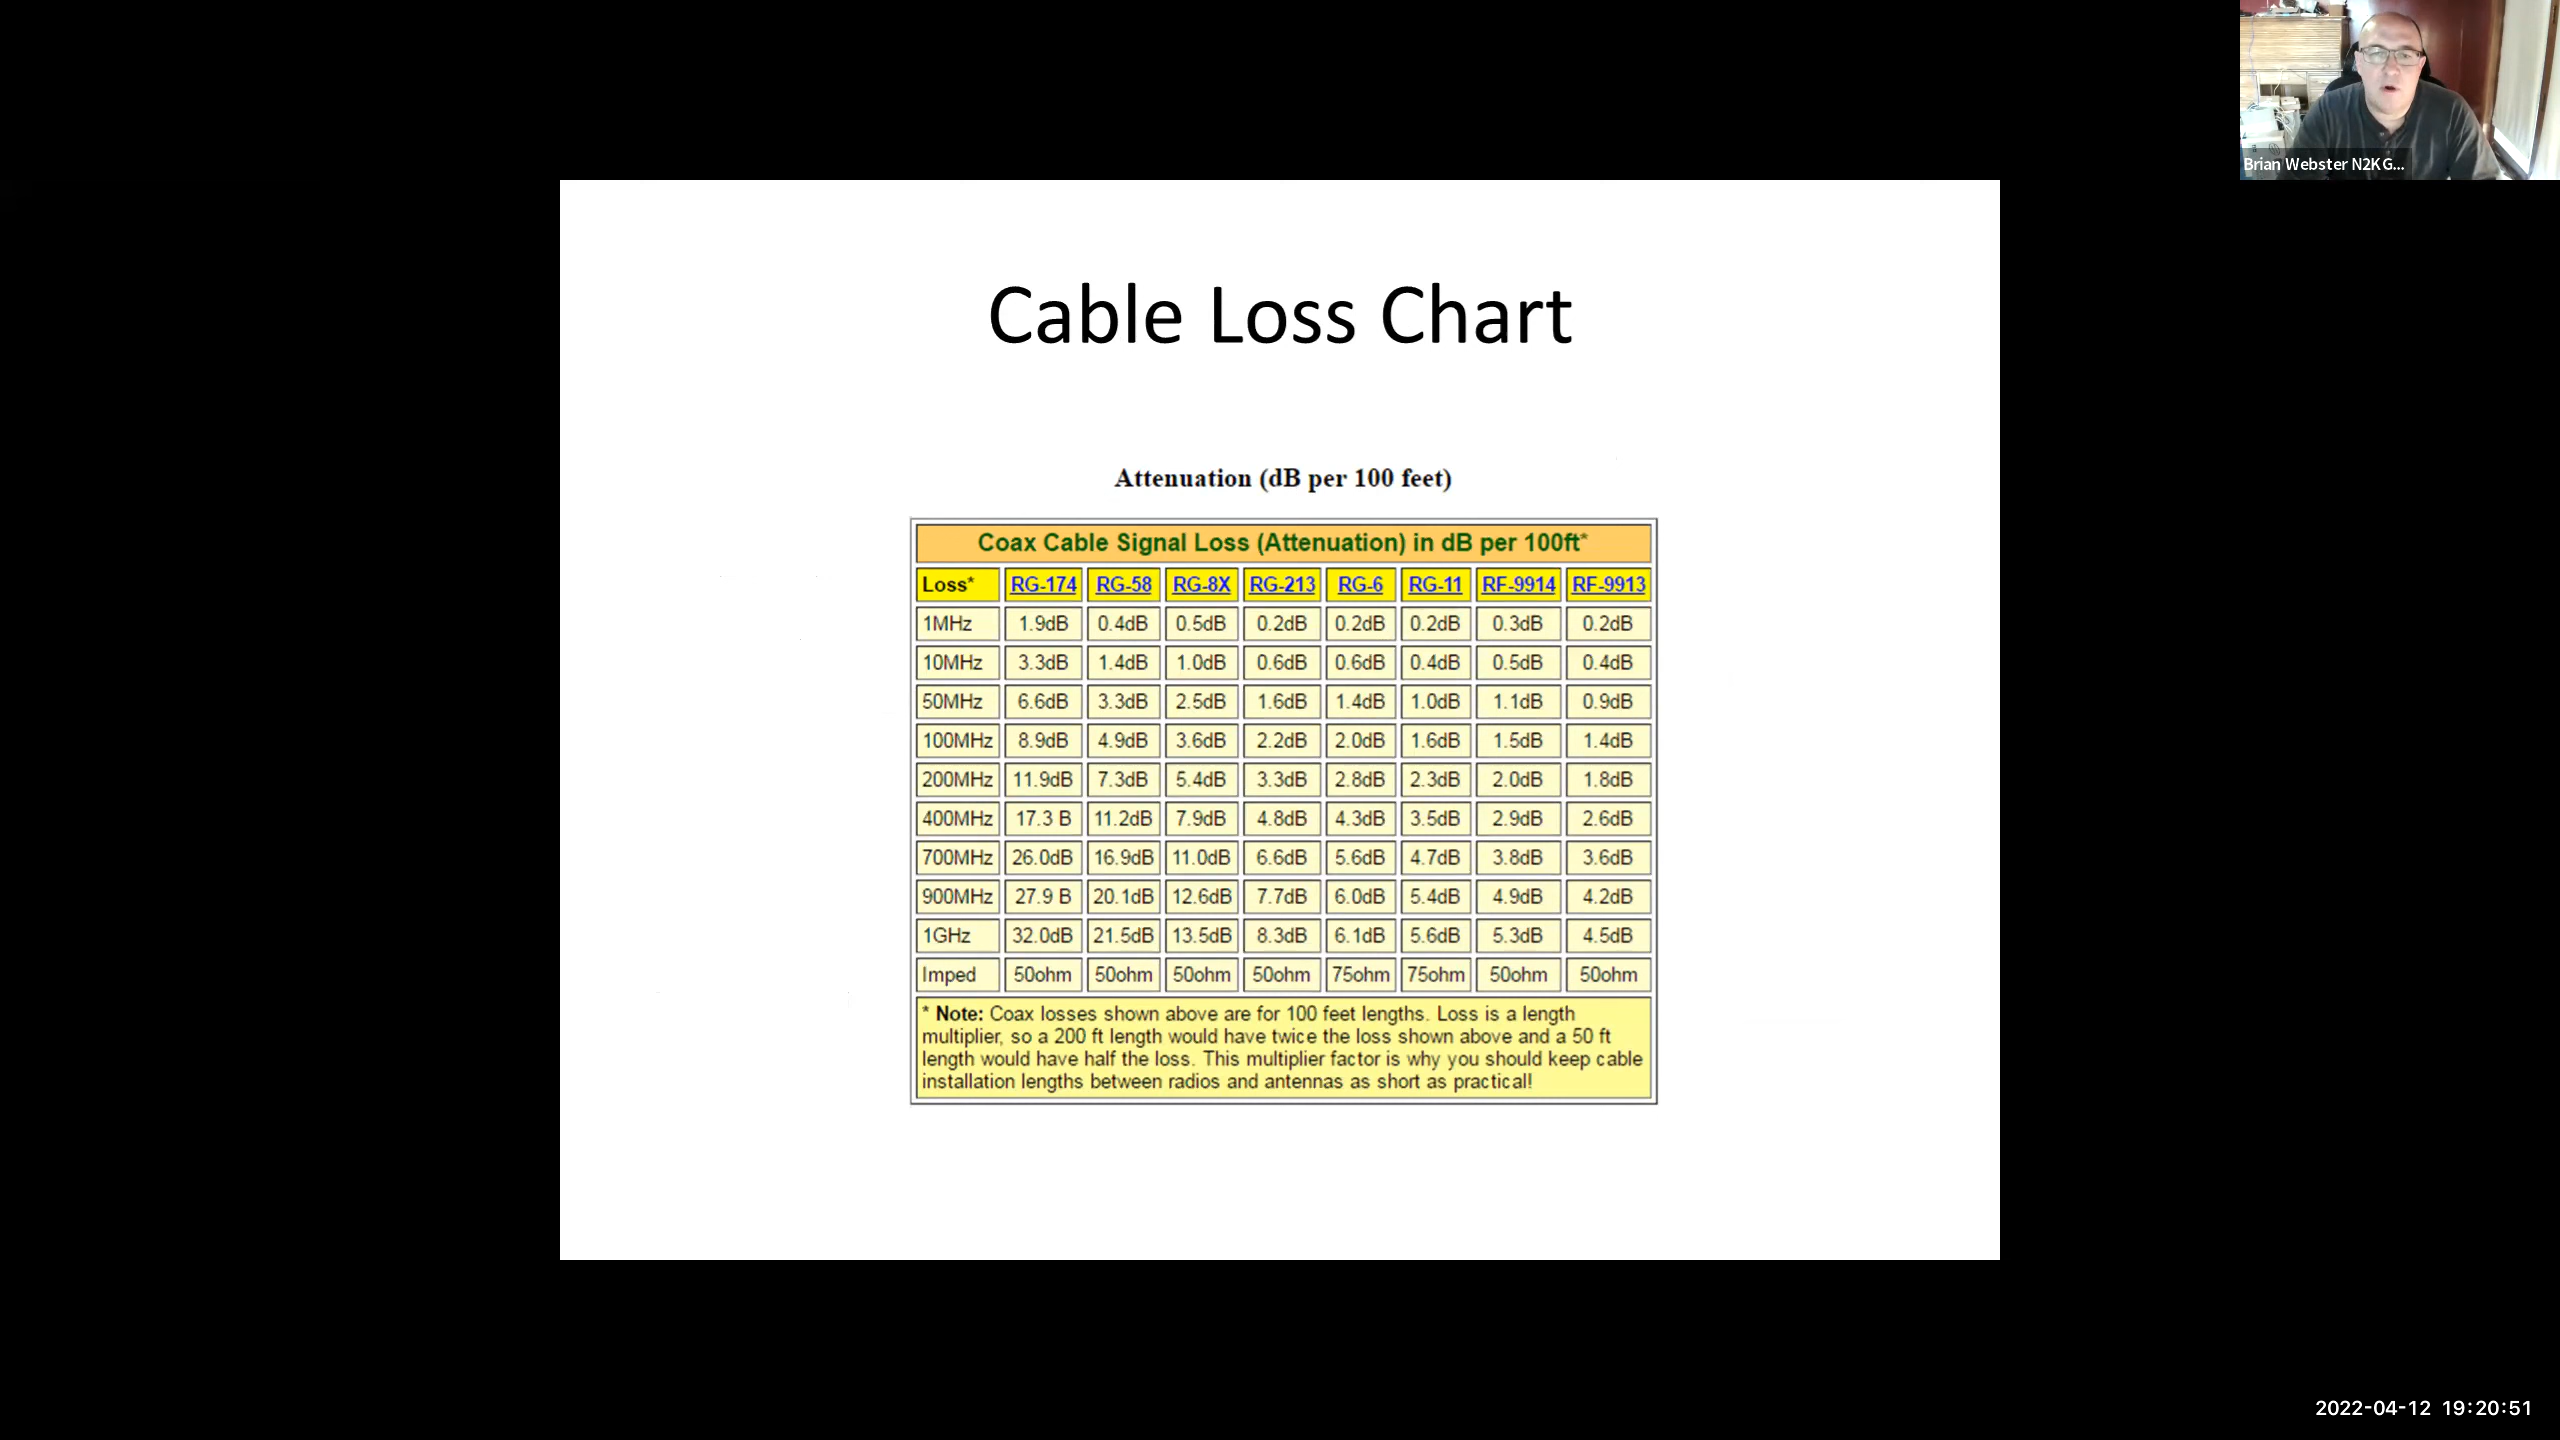 Brian Webster N2KG...
Cable Loss Chart
Attenuation (dB per 100 feet)
Coax Cable Signal Loss (Attenuation) in dB per 100ft*
Loss* RG-174 RG-58 RG-8X RG-213 RG-6 RG-11 RF-9914 RF-9913
1MHz 1.9dB 0.4dB 0.5dB 0.2dB 0.2dB 0.2dB 0.3dB 0.2dB
10MHz 3.3dB 1.4dB 1.0dB 0.6dB 0.6dB 0.4dB 0.5dB 0.4dB
50MHz 6.6dB 3.3dB 2.5dB 1.6dB 1.4dB 1.0dB 1.1dB 0.9dB
100MHz 8.9dB 4.9dB 3.6dB 2.2dB 2.0dB 1.6dB 1.5dB 1.4dB
200MHz 11.9dB 7.3dB 5.4dB 3.3dB 2.8dB 2.3dB 2.0dB 1.8dB
400MHz 17.3 B 11.2dB 7.9dB 4.8dB 4.3dB 3.5dB 2.9dB 2.6dB
700MHz 26.0dB 16.9dB 11.0dB 6.6dB 5.6dB 4.7dB 3.8dB 3.6dB
900MHz 27.9 B 20.1dB 12.6dB 7.7dB 6.0dB 5.4dB 4.9dB 4.2dB
1GHz 32.0dB 21.5dB 13.5dB 8.3dB 6.1dB 5.6dB 5.3dB 4.5dB
Imped 50ohm 50ohm 50ohm 50ohm 75ohm 75ohm 50ohm 50ohm
* Note: Coax losses shown above are for 100 feet lengths. Loss is a length
multiplier, so a 200 ft length would have twice the loss shown above and a 50 ft
length would have half the loss. This multiplier factor is why you should keep cable
installation lengths between radios and antennas as short as practical!
2022-04-12 19:20:51